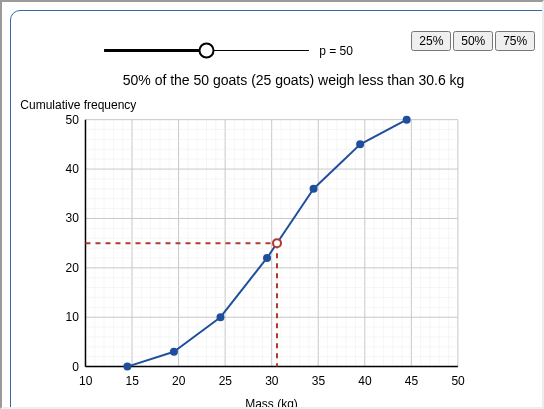 p = 50
25% 50% 75%
50% of the 50 goats (25 goats) weigh less than 30.6 kg
Cumulative frequency
50
40
30
20
10
0
10 15 20 25 30 35 40 45 50
Mass (kg)